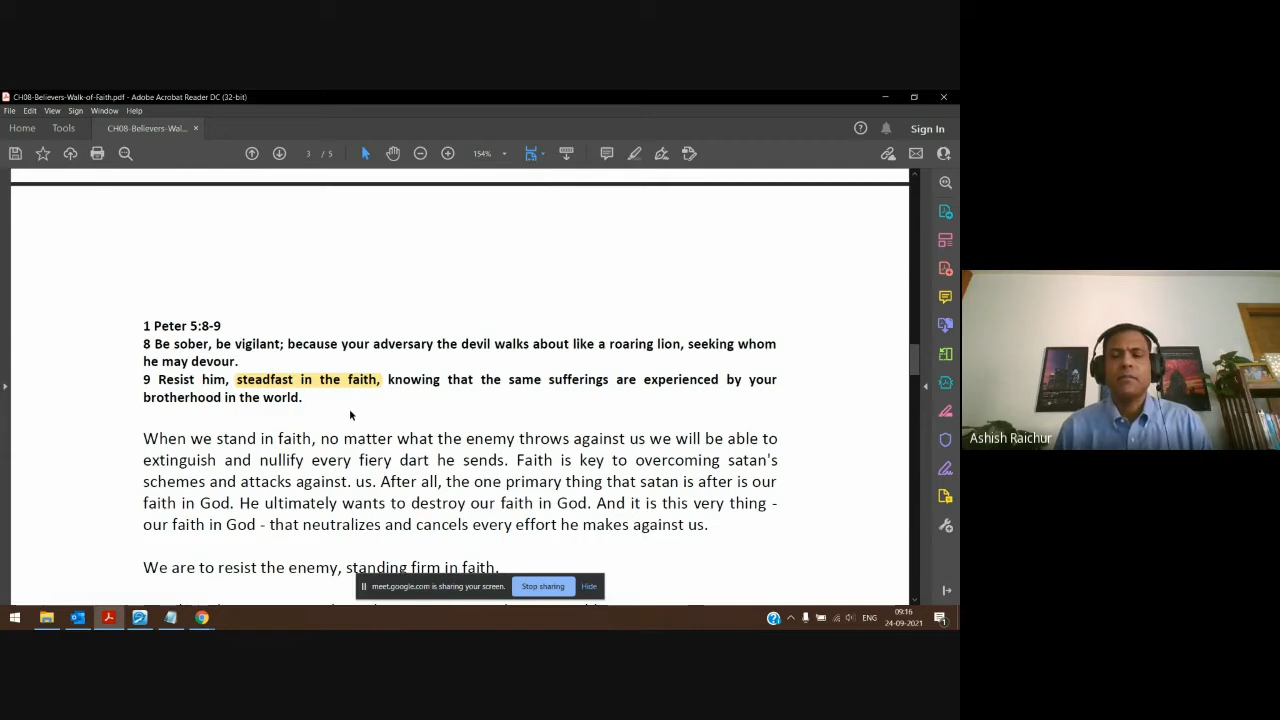 CH08-Believers-Walk-of-Faith.pdf - Adobe Acrobat Reader DC (32-bit)
File Edit View Sign Window Help
Home Tools CH08-Believers-Wal... × Sign In
3 / 5 154%
1 Peter 5:8-9
8 Be sober, be vigilant; because your adversary the devil walks about like a roaring lion, seeking whom
he may devour.
9 Resist him, steadfast in the faith, knowing that the same sufferings are experienced by your
brotherhood in the world.
When we stand in faith, no matter what the enemy throws against us we will be able to
extinguish and nullify every fiery dart he sends. Faith is key to overcoming satan's
schemes and attacks against. us. After all, the one primary thing that satan is after is our
faith in God. He ultimately wants to destroy our faith in God. And it is this very thing -
our faith in God - that neutralizes and cancels every effort he makes against us.
We are to resist the enemy, standing firm in faith.
meet.google.com is sharing your screen. Stop sharing Hide
ENG 09:16
24-09-2021
Ashish Raichur